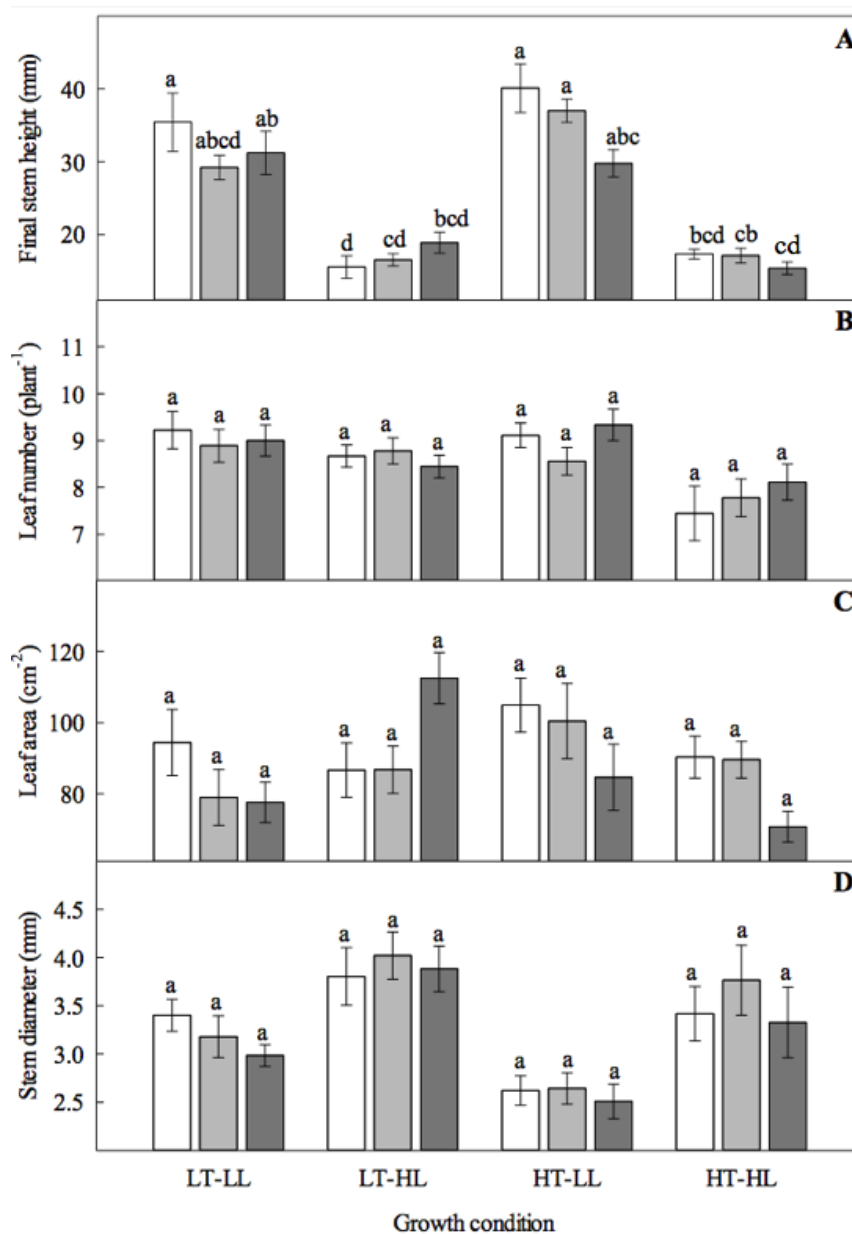 A
Final stem height (mm)
40
30
20
a
abcd
ab
d
cd
bcd
a
a
abc
bcd
cb
cd
B
Leaf number (plant⁻¹)
11
10
9
8
7
a
a
a
a
a
a
a
a
a
a
a
a
C
Leaf area (cm⁻²)
120
100
80
a
a
a
a
a
a
a
a
a
a
a
a
D
Stem diameter (mm)
4.5
4.0
3.5
3.0
2.5
a
a
a
a
a
a
a
a
a
a
a
a
LT-LL
LT-HL
HT-LL
HT-HL
Growth condition